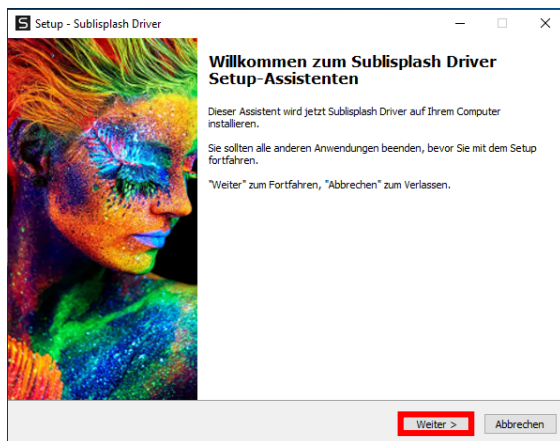 S Setup - Sublisplash Driver
Willkommen zum Sublisplash Driver
Setup-Assistenten
Dieser Assistent wird jetzt Sublisplash Driver auf Ihrem Computer
installieren.
Sie sollten alle anderen Anwendungen beenden, bevor Sie mit dem Setup
fortfahren.
"Weiter" zum Fortfahren, "Abbrechen" zum Verlassen.
Weiter > Abbrechen